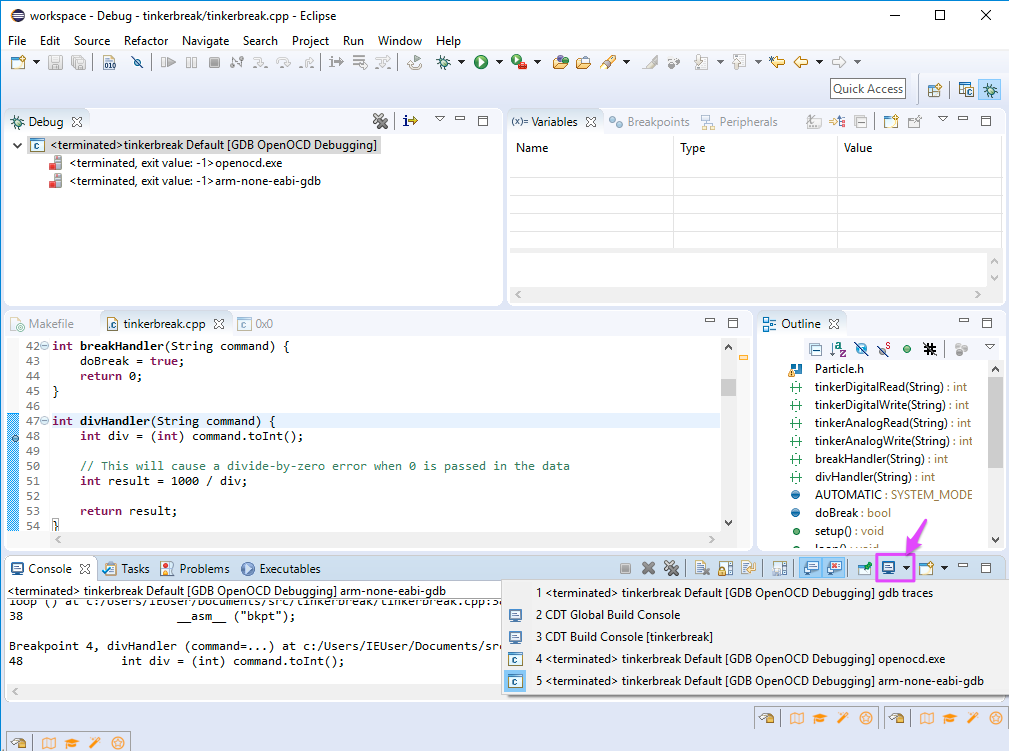 workspace - Debug - tinkerbreak/tinkerbreak.cpp - Eclipse
File Edit Source Refactor Navigate Search Project Run Window Help
010
Quick Access
Debug
<terminated>tinkerbreak Default [GDB OpenOCD Debugging]
<terminated, exit value: -1>openocd.exe
<terminated, exit value: -1>arm-none-eabi-gdb
(x)= Variables Breakpoints Peripherals
Name Type Value
Makefile tinkerbreak.cpp 0x0
42 int breakHandler(String command) {
43 doBreak = true;
44 return 0;
45 }
46
47 int divHandler(String command) {
48 int div = (int) command.toInt();
49
50 // This will cause a divide-by-zero error when 0 is passed in the data
51 int result = 1000 / div;
52
53 return result;
54 }
Outline
Particle.h
tinkerDigitalRead(String) : int
tinkerDigitalWrite(String) : int
tinkerAnalogRead(String) : int
tinkerAnalogWrite(String) : int
breakHandler(String) : int
divHandler(String) : int
AUTOMATIC : SYSTEM_MODE
doBreak : bool
setup() : void
loop() : void
Console Tasks Problems Executables
<terminated> tinkerbreak Default [GDB OpenOCD Debugging] arm-none-eabi-gdb
loop () at c:/Users/IEUser/Documents/src/tinkerbreak/tinkerbreak.cpp:38
38 __asm__ ("bkpt");
Breakpoint 4, divHandler (command=...) at c:/Users/IEUser/Documents/src
48 int div = (int) command.toInt();
1 <terminated> tinkerbreak Default [GDB OpenOCD Debugging] gdb traces
2 CDT Global Build Console
3 CDT Build Console [tinkerbreak]
4 <terminated> tinkerbreak Default [GDB OpenOCD Debugging] openocd.exe
5 <terminated> tinkerbreak Default [GDB OpenOCD Debugging] arm-none-eabi-gdb